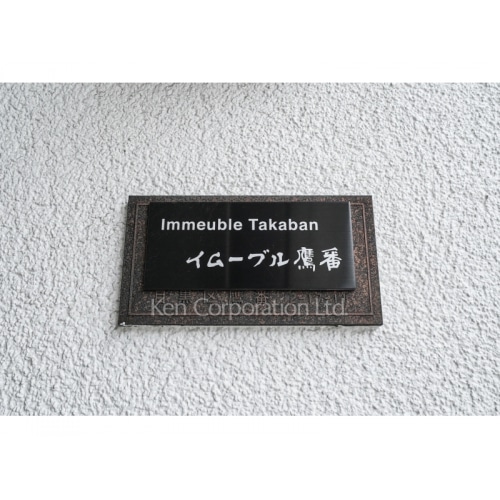 Immeuble Takaban
イムーブル鷹番
Ken Corporation Ltd.